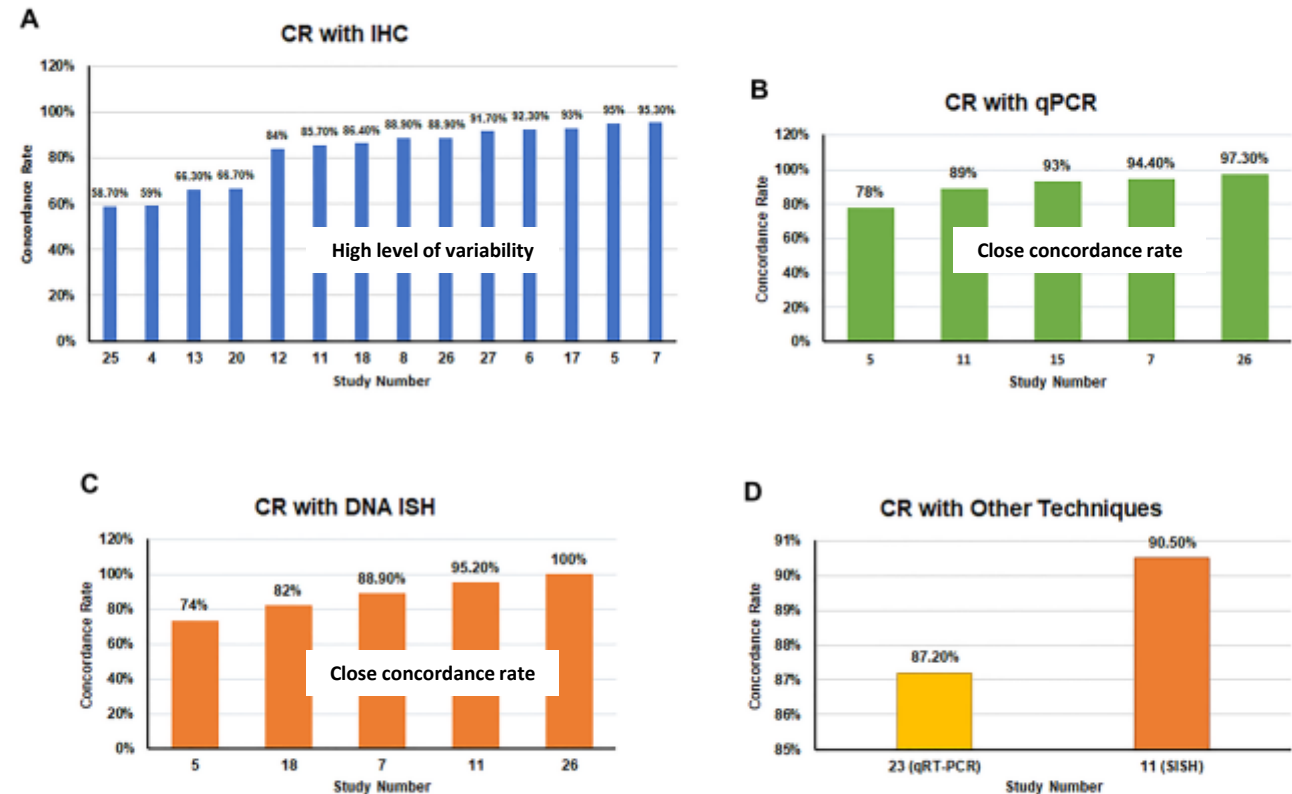 A
CR with IHC
Concordance Rate
120%
100%
80%
60%
40%
20%
0%
58.70% 59% 66.30% 66.70% 84% 85.70% 86.40% 88.90% 88.90% 91.70% 92.30% 93% 95% 95.30%
High level of variability
25 4 13 20 12 11 18 8 26 27 6 17 5 7
Study Number
B
CR with qPCR
Concordance Rate
120%
100%
80%
60%
40%
20%
0%
78% 89% 93% 94.40% 97.30%
Close concordance rate
5 11 15 7 26
Study Number
C
CR with DNA ISH
Concordance Rate
120%
100%
80%
60%
40%
20%
0%
74% 82% 88.90% 95.20% 100%
Close concordance rate
5 18 7 11 26
Study Number
D
CR with Other Techniques
Concordance Rate
91%
90%
89%
88%
87%
86%
85%
87.20% 90.50%
23 (qRT-PCR) 11 (SISH)
Study Number